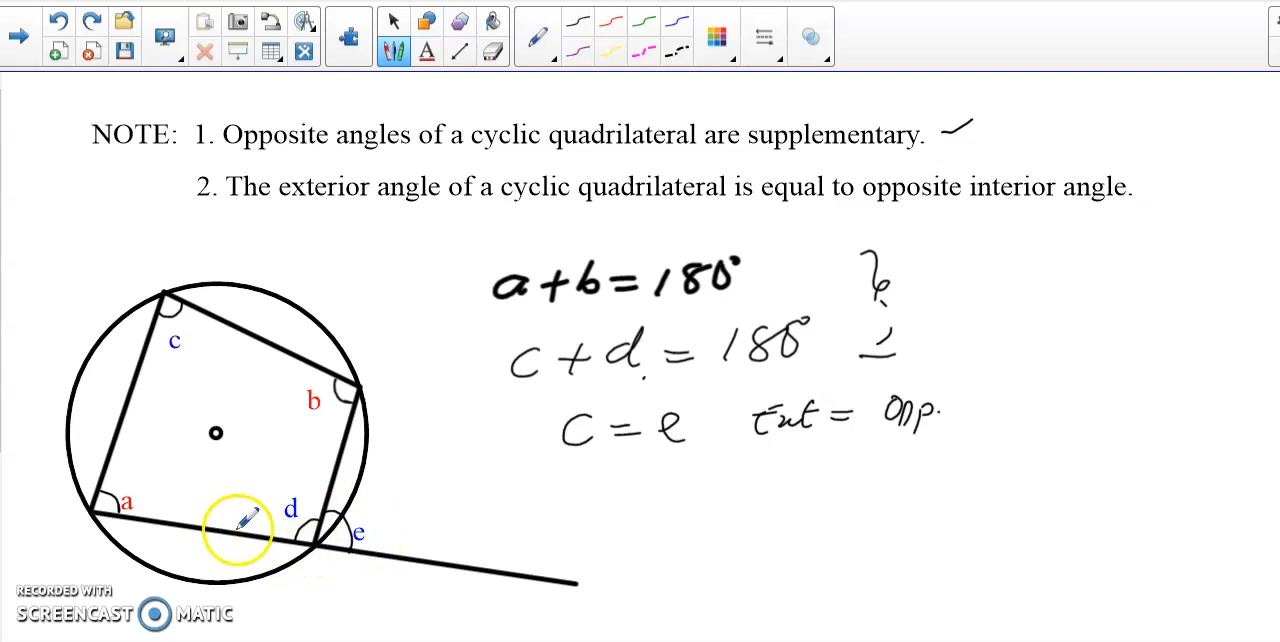 NOTE: 1. Opposite angles of a cyclic quadrilateral are supplementary.
2. The exterior angle of a cyclic quadrilateral is equal to opposite interior angle.
a+b=180°
c+d=180°
c=e Ext = Opp.
c
b
a
d
e
RECORDED WITH
SCREENCAST MATIC